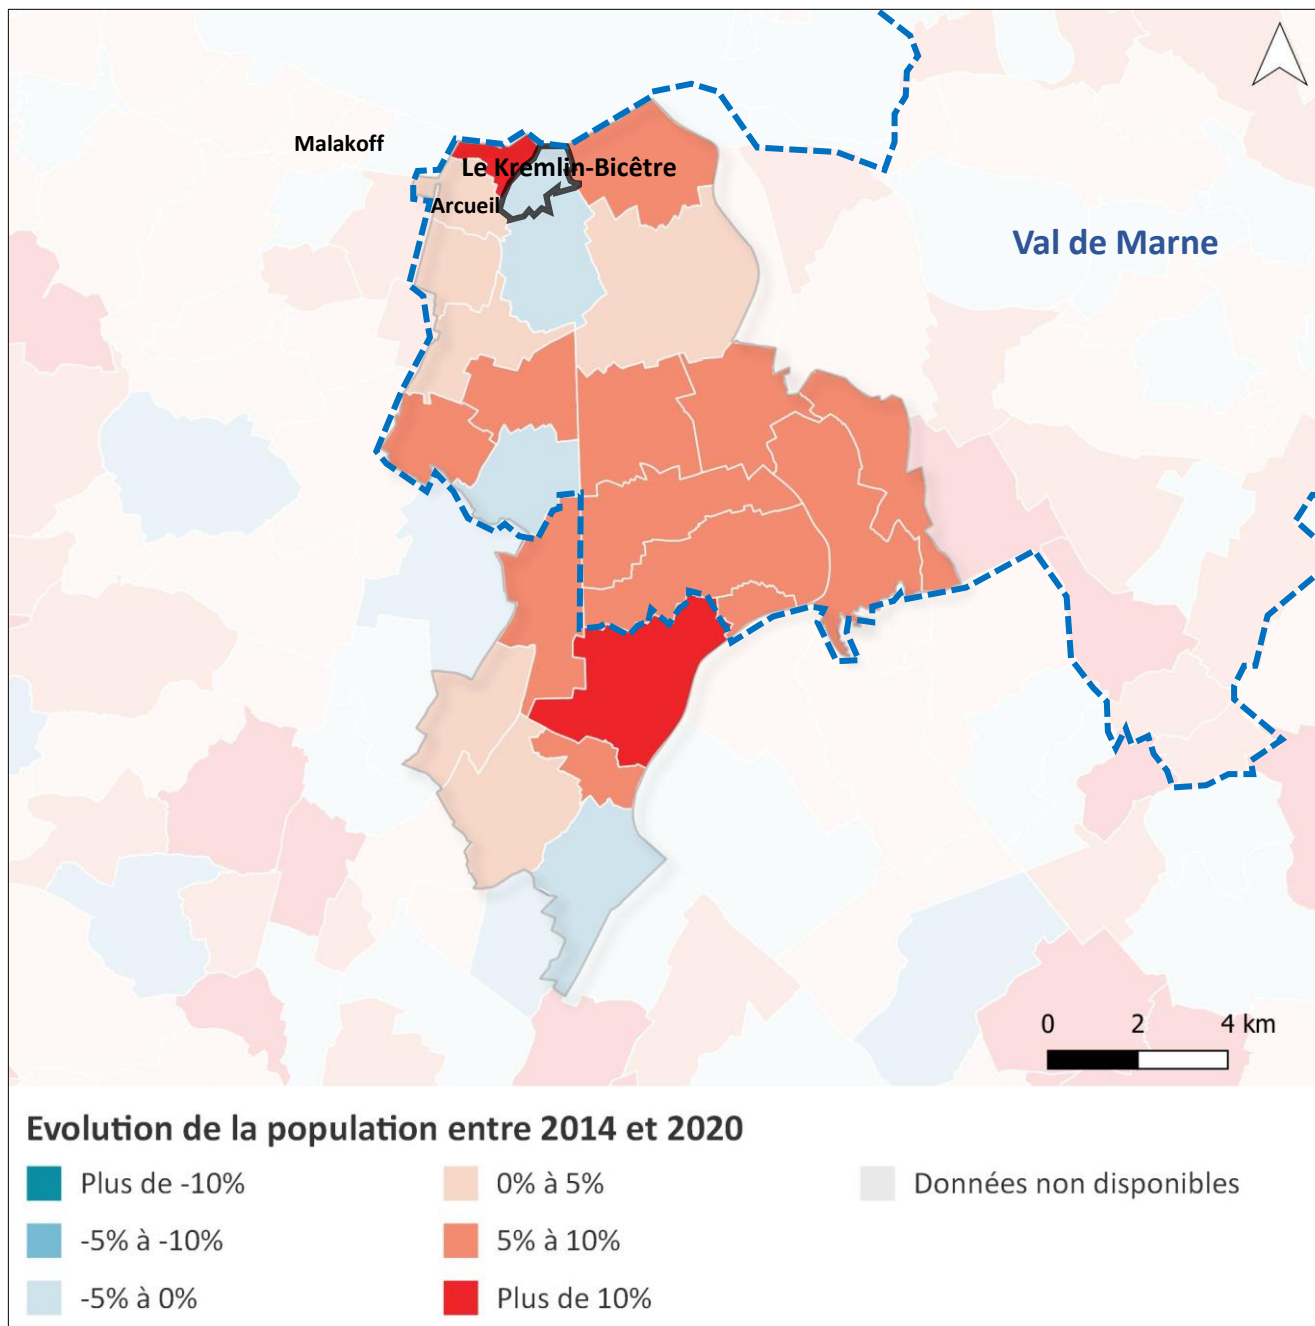 Malakoff
Le Kremlin-Bicêtre
Arcueil
Val de Marne
0 2 4 km
Evolution de la population entre 2014 et 2020
Plus de -10%
0% à 5%
Données non disponibles
-5% à -10%
5% à 10%
-5% à 0%
Plus de 10%